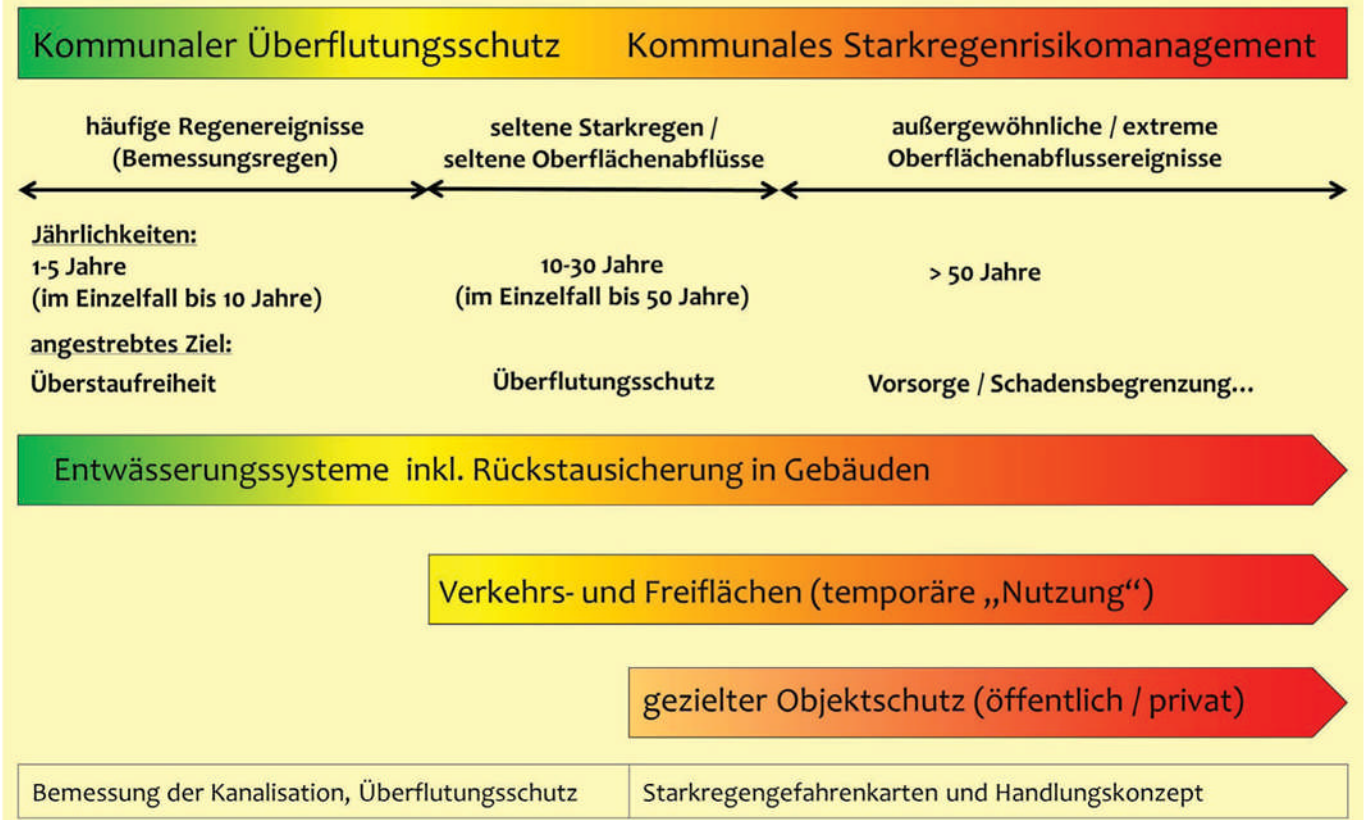 Kommunaler Überflutungsschutz
Kommunales Starkregenrisikomanagement
häufige Regenereignisse
(Bemessungsregen)
seltene Starkregen /
seltene Oberflächenabflüsse
außergewöhnliche / extreme
Oberflächenabflussereignisse
Jährlichkeiten:
1-5 Jahre
(im Einzelfall bis 10 Jahre)
10-30 Jahre
(im Einzelfall bis 50 Jahre)
> 50 Jahre
angestrebtes Ziel:
Überstaufreiheit
Überflutungsschutz
Vorsorge / Schadensbegrenzung...
Entwässerungssysteme inkl. Rückstausicherung in Gebäuden
Verkehrs- und Freiflächen (temporäre „Nutzung“)
gezielter Objektschutz (öffentlich / privat)
Bemessung der Kanalisation, Überflutungsschutz
Starkregengefahrenkarten und Handlungskonzept